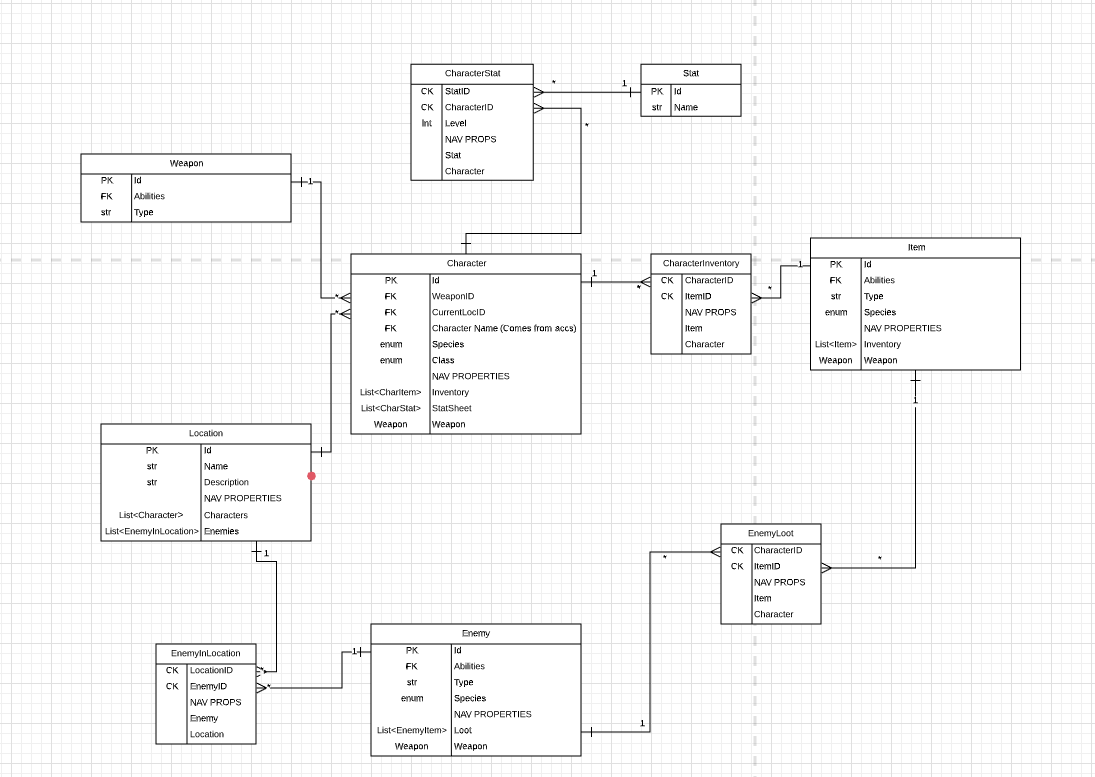 CharacterStat
CK StatID
CK CharacterID
Int Level
NAV PROPS
Stat
Character
* 1
*
Stat
PK Id
str Name
Weapon
PK Id
FK Abilities
str Type
1
*
Character
PK Id
FK WeaponID
FK CurrentLocID
FK Character Name (Comes from accs)
enum Species
enum Class
NAV PROPERTIES
List<CharItem> Inventory
List<CharStat> StatSheet
Weapon Weapon
*
1
*
CharacterInventory
CK CharacterID
CK ItemID
NAV PROPS
Item
Character
1
*
Item
PK Id
FK Abilities
str Type
enum Species
NAV PROPERTIES
List<Item> Inventory
Weapon Weapon
1
*
Location
PK Id
str Name
str Description
NAV PROPERTIES
List<Character> Characters
List<EnemyInLocation> Enemies
1
*
EnemyLoot
CK CharacterID
CK ItemID
NAV PROPS
Item
Character
*
1
EnemyInLocation
CK LocationID
CK EnemyID
NAV PROPS
Enemy
Location
1
*
Enemy
PK Id
FK Abilities
str Type
enum Species
NAV PROPERTIES
List<EnemyItem> Loot
Weapon Weapon